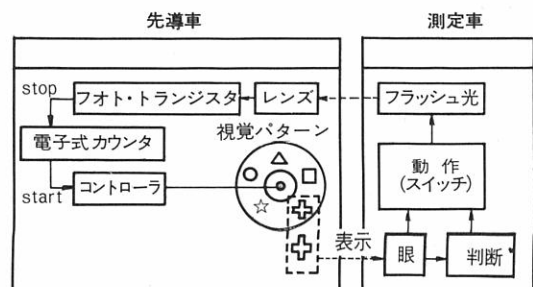 先導車
測定車
stop
フオト・トランジスタ
レンズ
フラッシュ光
電子式カウンタ
視覚パターン
start
コントローラ
動作
(スイッチ)
表示
眼
判断